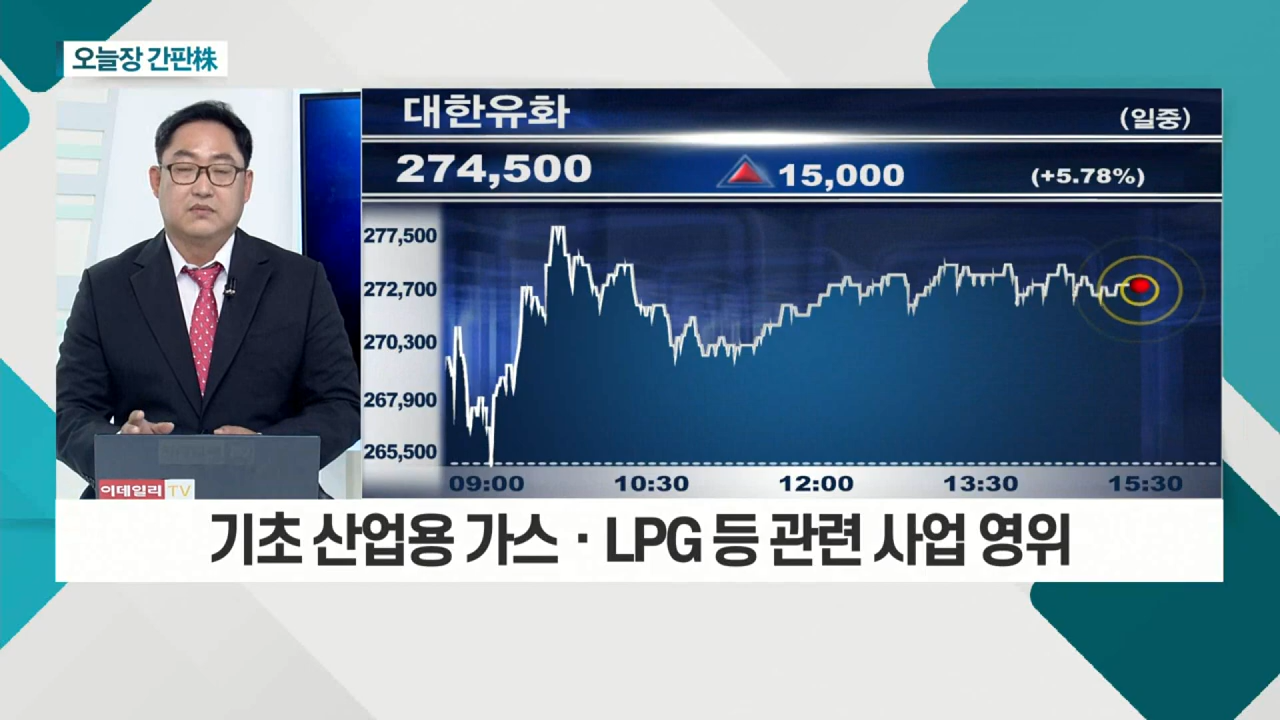 오늘장 간판株
대한유화
(일중)
274,500
15,000
(+5.78%)
277,500
272,700
270,300
267,900
265,500
09:00
10:30
12:00
13:30
15:30
이데일리 TV
기초 산업용 가스 · LPG 등 관련 사업 영위